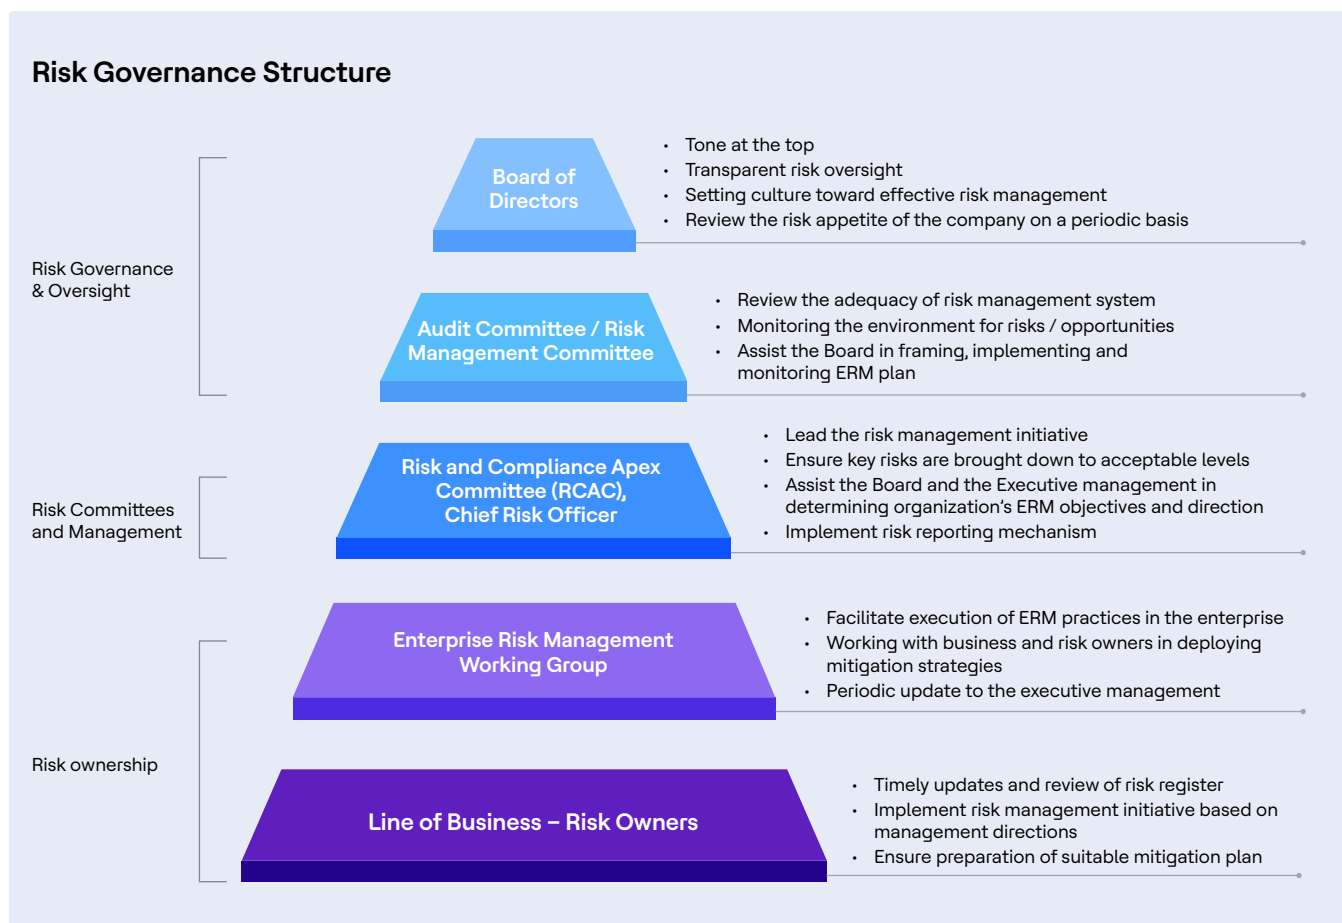 Risk Governance Structure
Risk Governance
& Oversight
Board of
Directors
• Tone at the top
• Transparent risk oversight
• Setting culture toward effective risk management
• Review the risk appetite of the company on a periodic basis
Audit Committee / Risk
Management Committee
• Review the adequacy of risk management system
• Monitoring the environment for risks / opportunities
• Assist the Board in framing, implementing and
monitoring ERM plan
Risk Committees
and Management
Risk and Compliance Apex
Committee (RCAC),
Chief Risk Officer
• Lead the risk management initiative
• Ensure key risks are brought down to acceptable levels
• Assist the Board and the Executive management in
determining organization’s ERM objectives and direction
• Implement risk reporting mechanism
Risk ownership
Enterprise Risk Management
Working Group
• Facilitate execution of ERM practices in the enterprise
• Working with business and risk owners in deploying
mitigation strategies
• Periodic update to the executive management
Line of Business – Risk Owners
• Timely updates and review of risk register
• Implement risk management initiative based on
management directions
• Ensure preparation of suitable mitigation plan